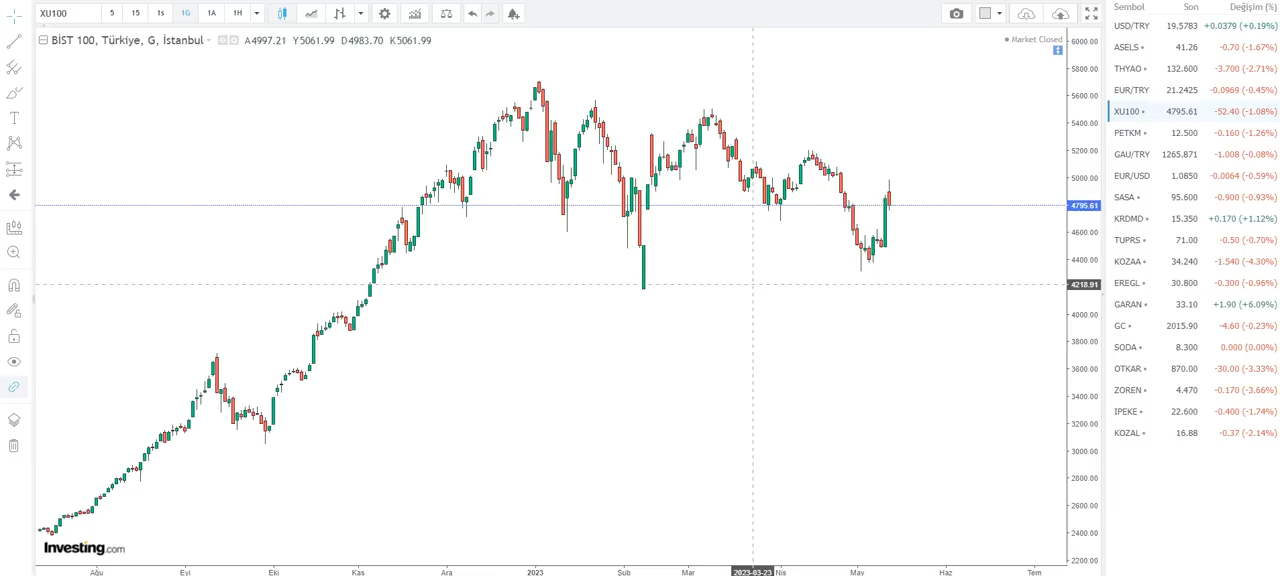 XU100 5 15 1s 1G 1A 1H
BİST 100, Türkiye, G, İstanbul A4997.21 Y5061.99 D4983.70 K5061.99
Market Closed
6000.00
5800.00
5600.00
5400.00
5200.00
5000.00
4795.61
4600.00
4400.00
4218.91
4000.00
3800.00
3600.00
3400.00
3200.00
3000.00
2800.00
2600.00
2400.00
2200.00
Investing.com
Ağu Eyl Eki Kas Ara 2023 Şub Mar 2023-03-23 Nis May Haz Tem
Sembol Son Değişim (%)
USD/TRY 19.5783 +0.0379 (+0.19%)
ASELS 41.26 -0.70 (-1.67%)
THYAO 132.600 -3.700 (-2.71%)
EUR/TRY 21.2425 -0.0969 (-0.45%)
XU100 4795.61 -52.40 (-1.08%)
PETKM 12.500 -0.160 (-1.26%)
GAU/TRY 1265.871 -1.008 (-0.08%)
EUR/USD 1.0850 -0.0064 (-0.59%)
SASA 95.600 -0.900 (-0.93%)
KRDMD 15.350 +0.170 (+1.12%)
TUPRS 71.00 -0.50 (-0.70%)
KOZAA 34.240 -1.540 (-4.30%)
EREGL 30.800 -0.300 (-0.96%)
GARAN 33.10 +1.90 (+6.09%)
GC 2015.90 -4.60 (-0.23%)
SODA 8.300 0.000 (0.00%)
OTKAR 870.00 -30.00 (-3.33%)
ZOREN 4.470 -0.170 (-3.66%)
IPEKE 22.600 -0.400 (-1.74%)
KOZAL 16.88 -0.37 (-2.14%)